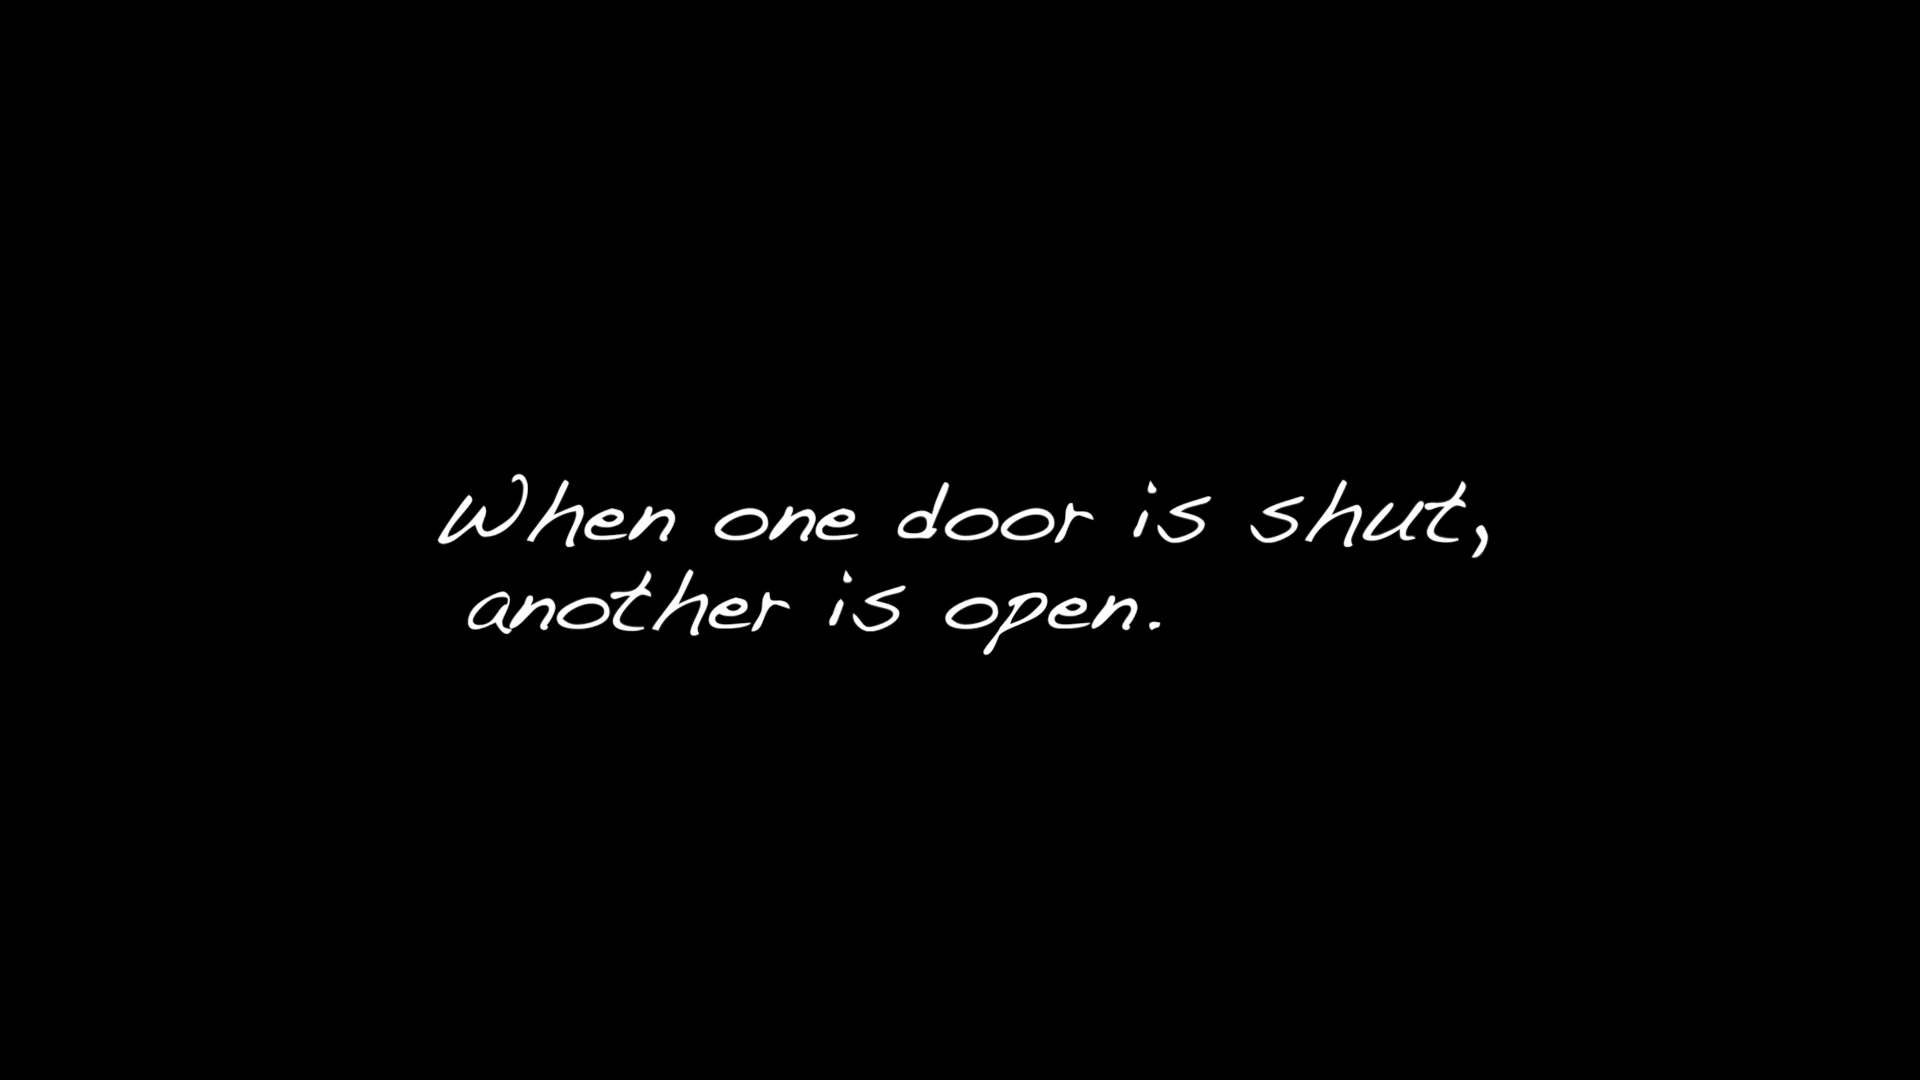 When one door is shut,
another is open.